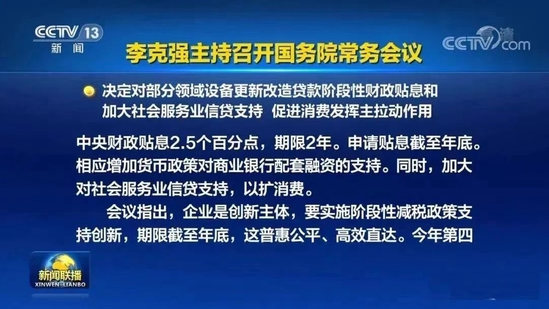 CCTV 13
新闻
CCTV.com
李克强主持召开国务院常务会议
决定对部分领域设备更新改造贷款阶段性财政贴息和
加大社会服务业信贷支持 促进消费发挥主拉动作用
中央财政贴息2.5个百分点，期限2年。申请贴息截至年底。
相应增加货币政策对商业银行配套融资的支持。同时，加大
对社会服务业信贷支持，以扩消费。
会议指出，企业是创新主体，要实施阶段性减税政策支
持创新，期限截至年底，这普惠公平、高效直达。今年第四
新闻联播
XINWEN LIANBO